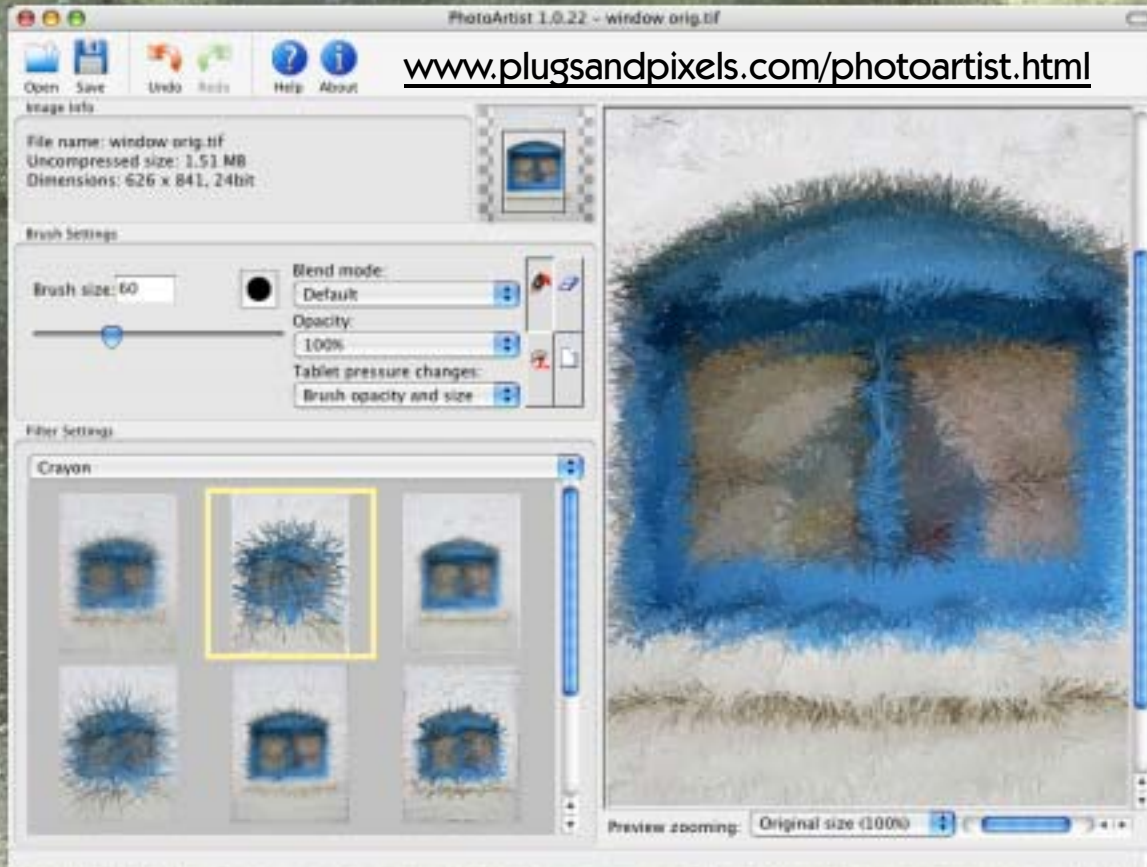 PhotoArtist 1.0.22 - window orig.tif
www.plugsandpixels.com/photoartist.html
Open Save Undo Redo Help About
Image Info
File name: window orig.tif
Uncompressed size: 1.51 MB
Dimensions: 626 x 841, 24bit
Brush Settings
Brush size: 60
Blend mode:
Default
Opacity:
100%
Tablet pressure changes:
Brush opacity and size
Filter Settings
Crayon
Preview zooming: Original size (100%)